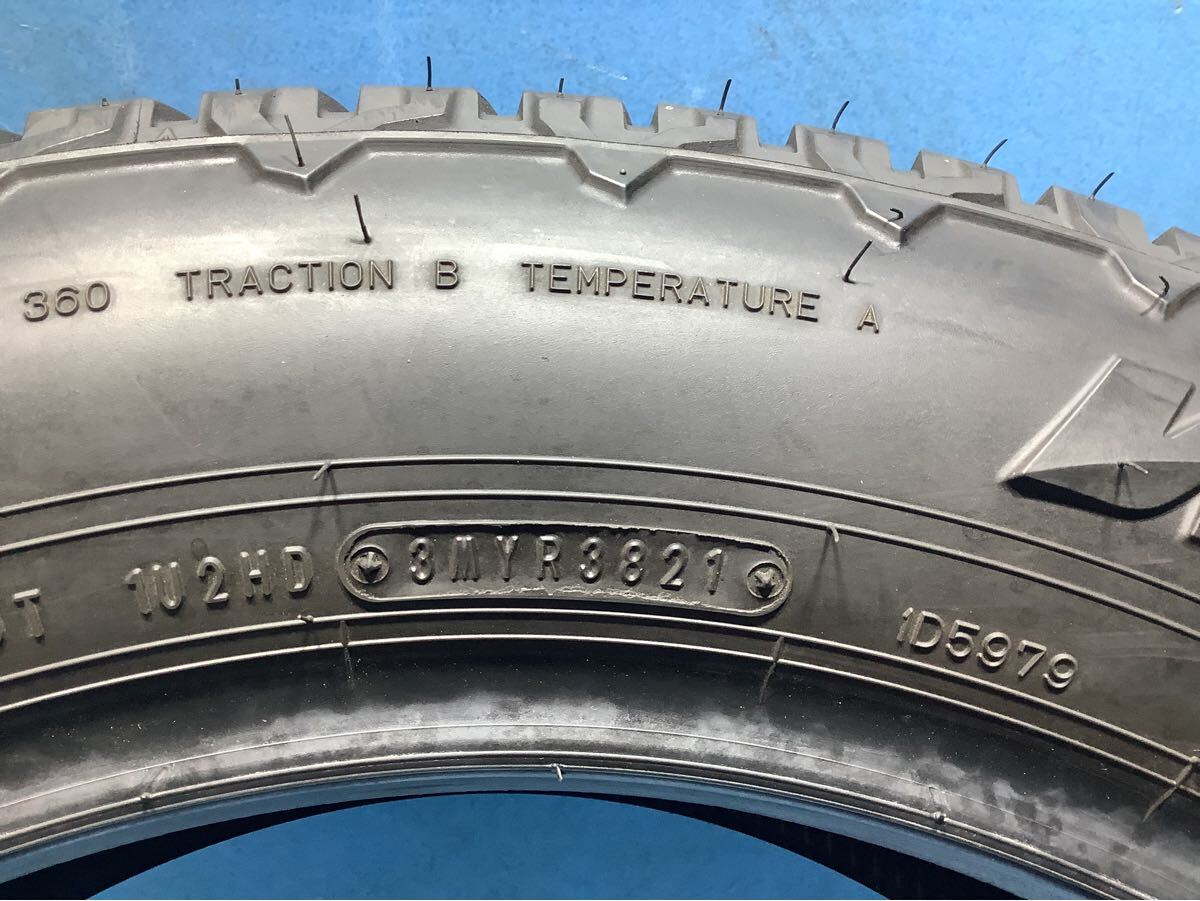 360 TRACTION B TEMPERATURE A
1U2HD 3MYR3821
1D5979